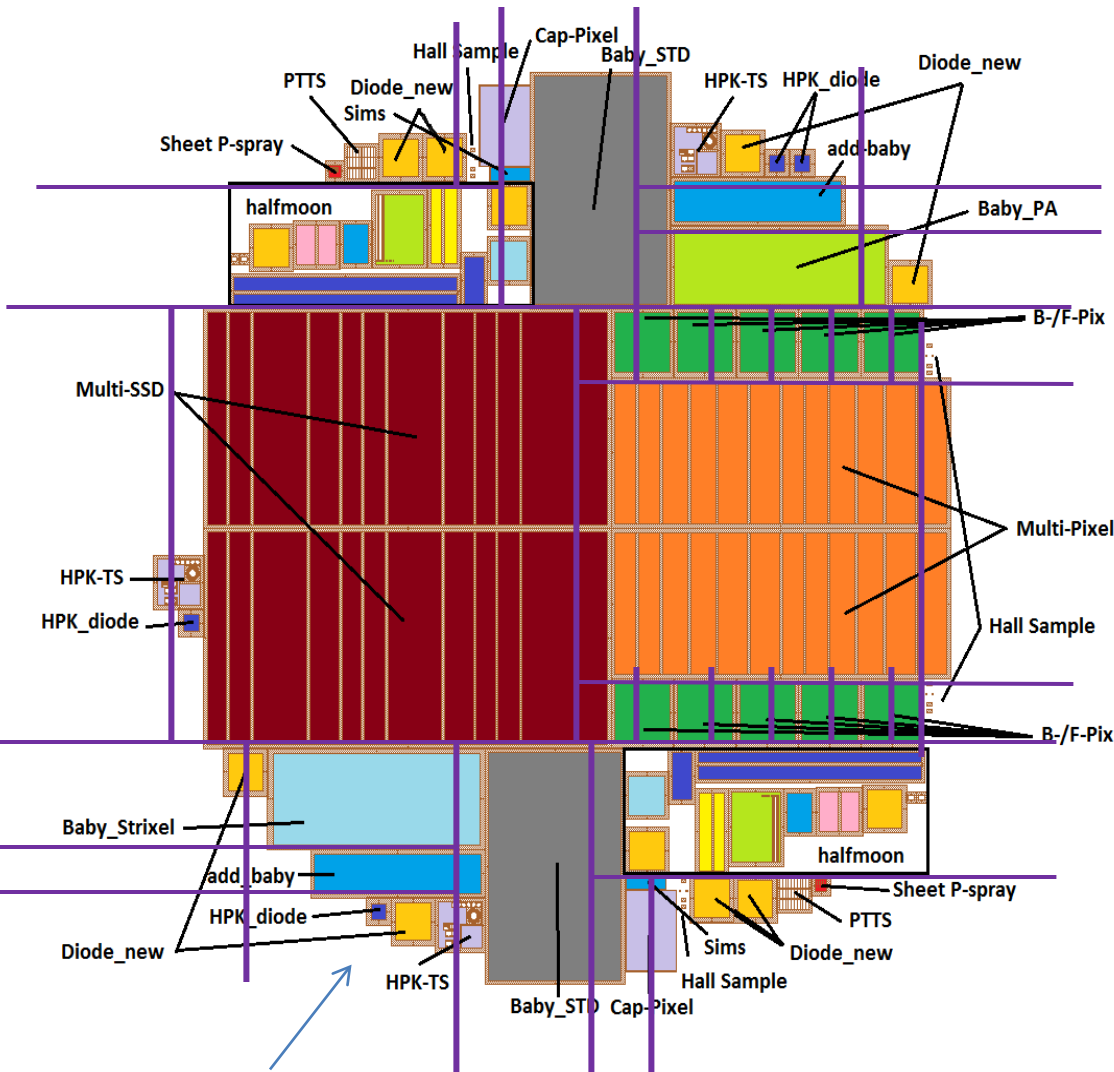 Cap-Pixel
Hall Sample
Baby_STD
Diode_new
HPK-TS
HPK_diode
PTTS
Diode_new
Sims
Sheet P-spray
add-baby
halfmoon
Baby_PA
B-/F-Pix
Multi-SSD
Multi-Pixel
HPK-TS
HPK_diode
Hall Sample
B-/F-Pix
Baby_Strixel
halfmoon
add_baby
Sheet P-spray
HPK_diode
PTTS
Diode_new
Sims
Diode_new
HPK-TS
Hall Sample
Baby_STD
Cap-Pixel